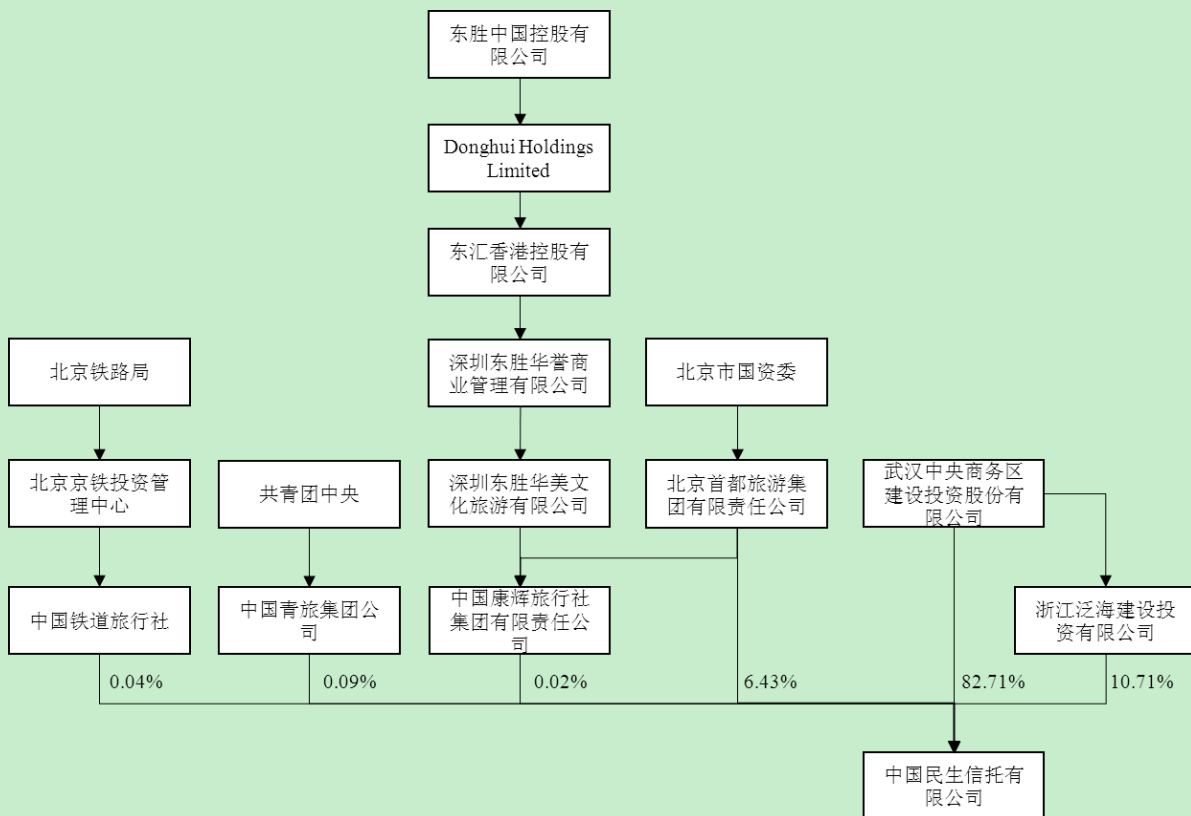 东胜中国控股有
限公司
Donghui Holdings
Limited
东汇香港控股有
限公司
北京铁路局
深圳东胜华誉商
业管理有限公司
北京市国资委
北京京铁投资管
理中心
共青团中央
深圳东胜华美文
化旅游有限公司
北京首都旅游集
团有限责任公司
武汉中央商务区
建设投资股份有
限公司
中国铁道旅行社
中国青旅集团公
司
中国康辉旅行社
集团有限责任公
司
浙江泛海建设投
资有限公司
0.04%
0.09%
0.02%
6.43%
82.71%
10.71%
中国民生信托有
限公司